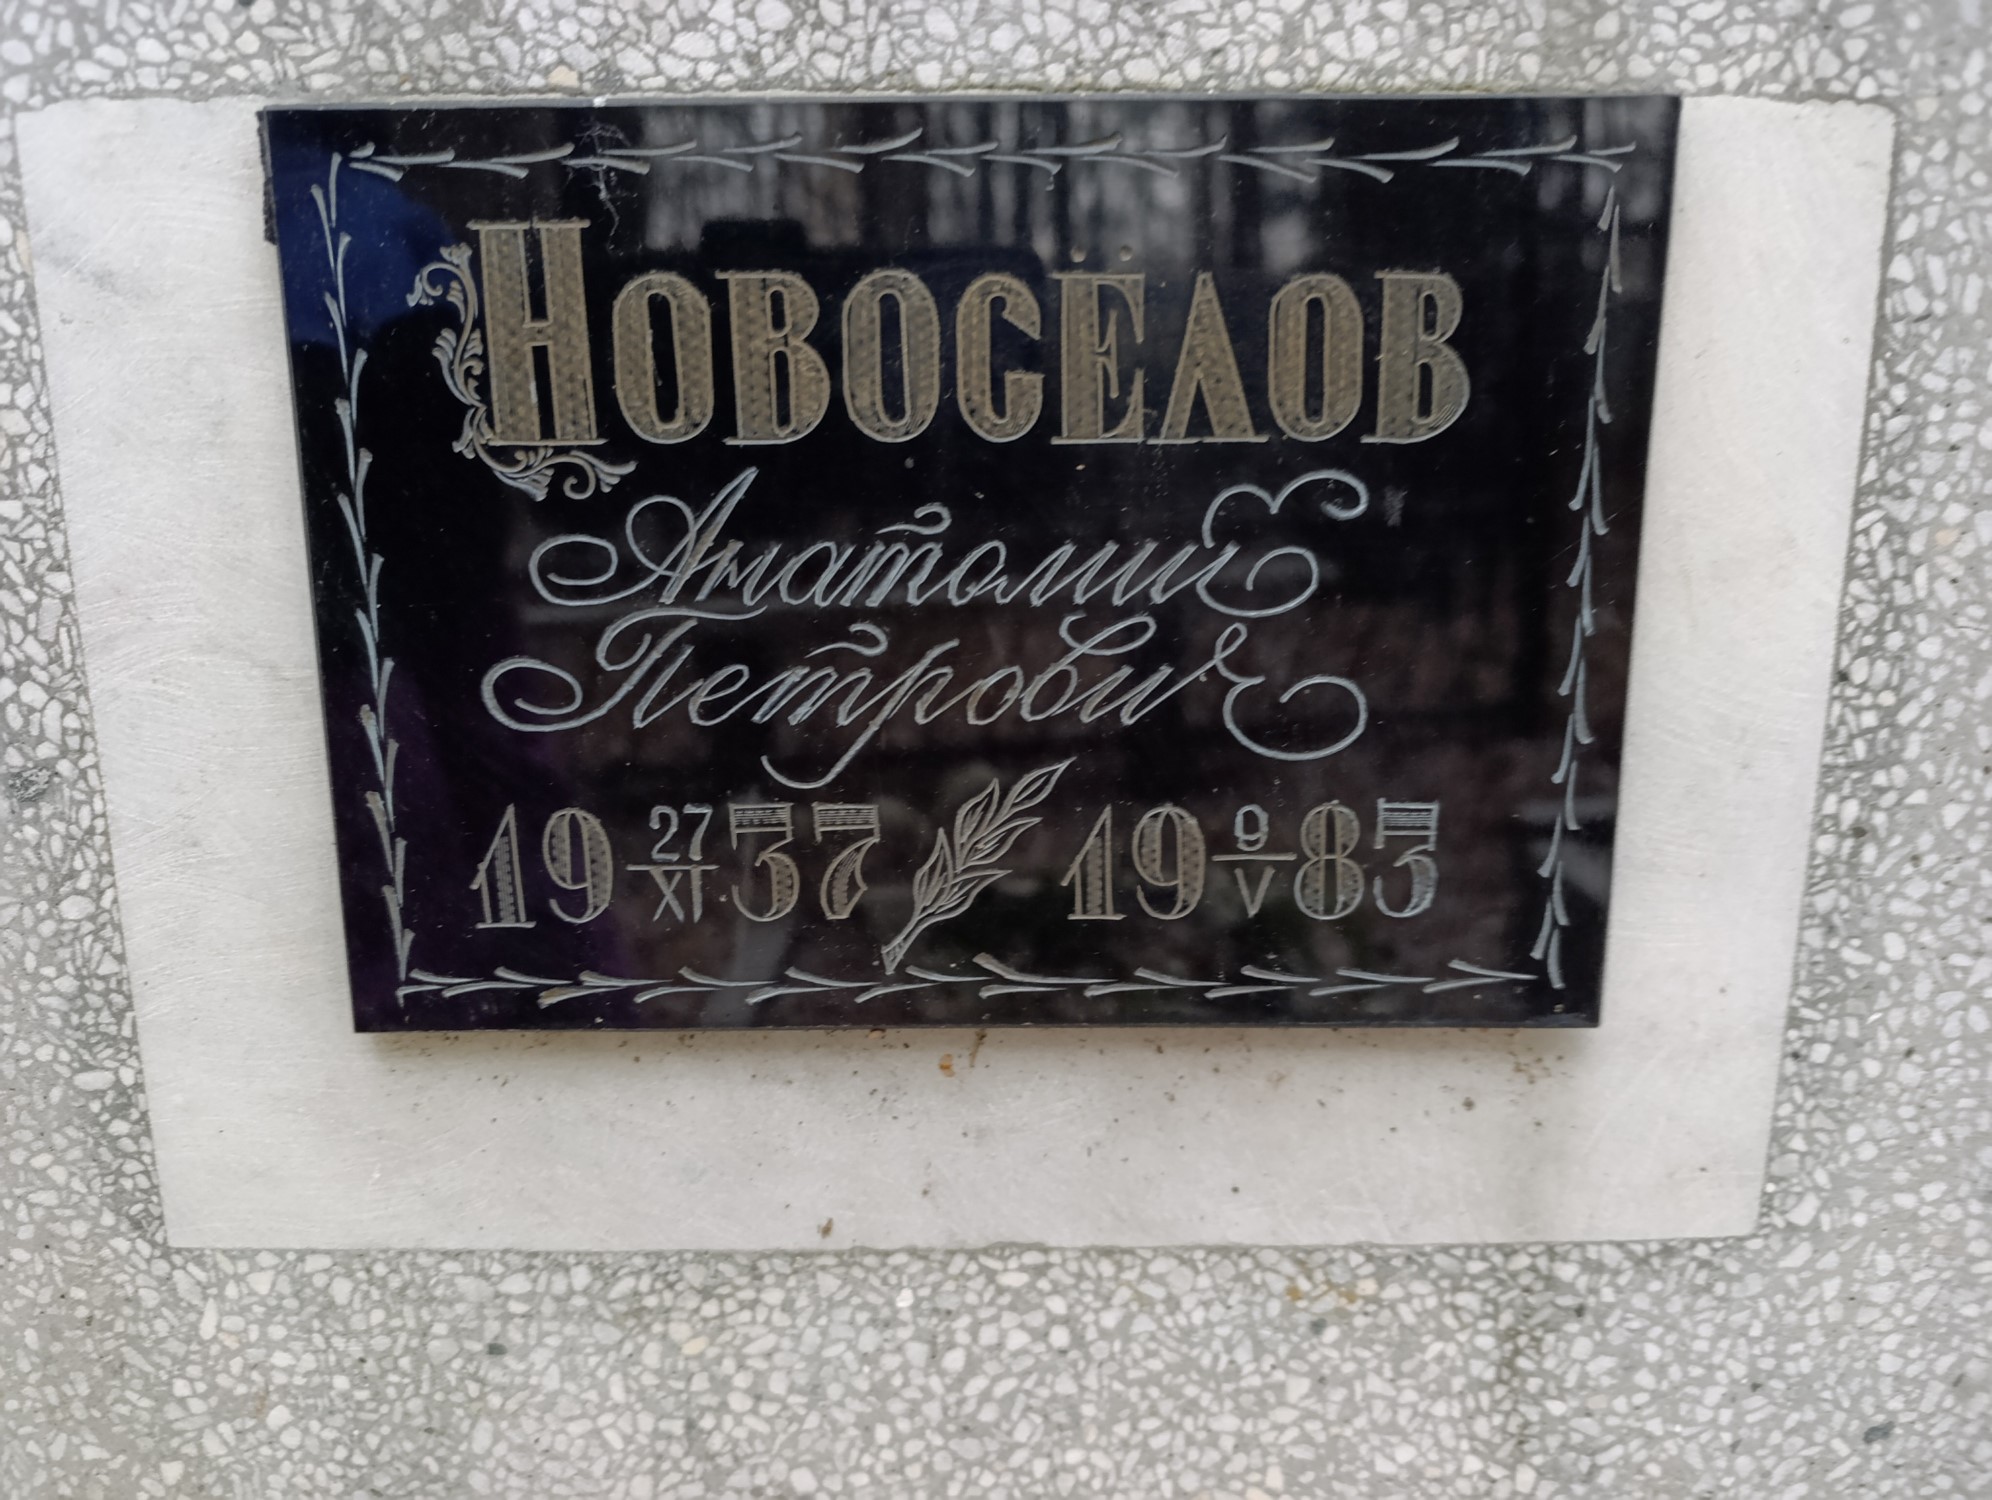 Новосёлов
Анатолий
Петрович
19 27/XI 37 19 9/V 83